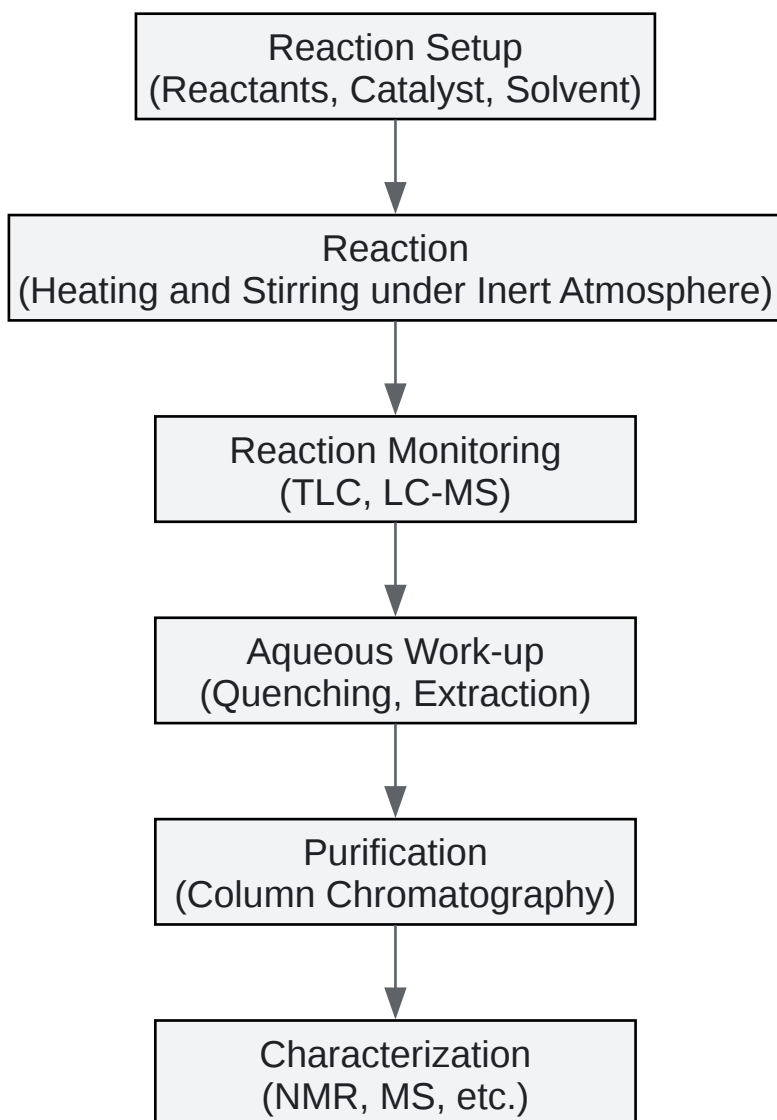 Reaction Setup
(Reactants, Catalyst, Solvent)
Reaction
(Heating and Stirring under Inert Atmosphere)
Reaction Monitoring
(TLC, LC-MS)
Aqueous Work-up
(Quenching, Extraction)
Purification
(Column Chromatography)
Characterization
(NMR, MS, etc.)